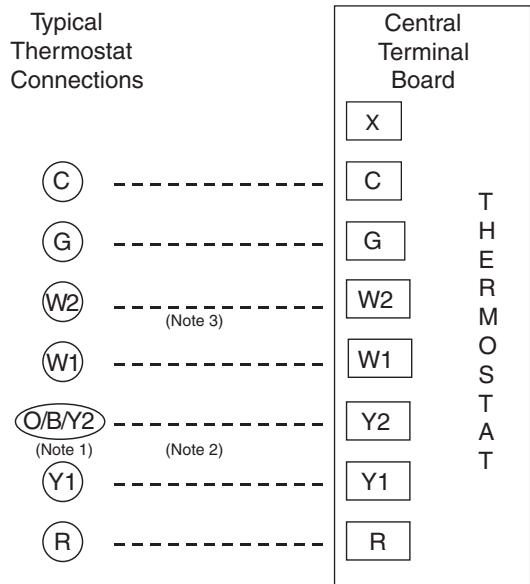 Typical
Thermostat
Connections
Central
Terminal
Board
X
C
C
G
G
W2
(Note 3)
W2
W1
W1
O/B/Y2
(Note 1)
(Note 2)
Y2
Y1
Y1
R
R
T
H
E
R
M
O
S
T
A
T